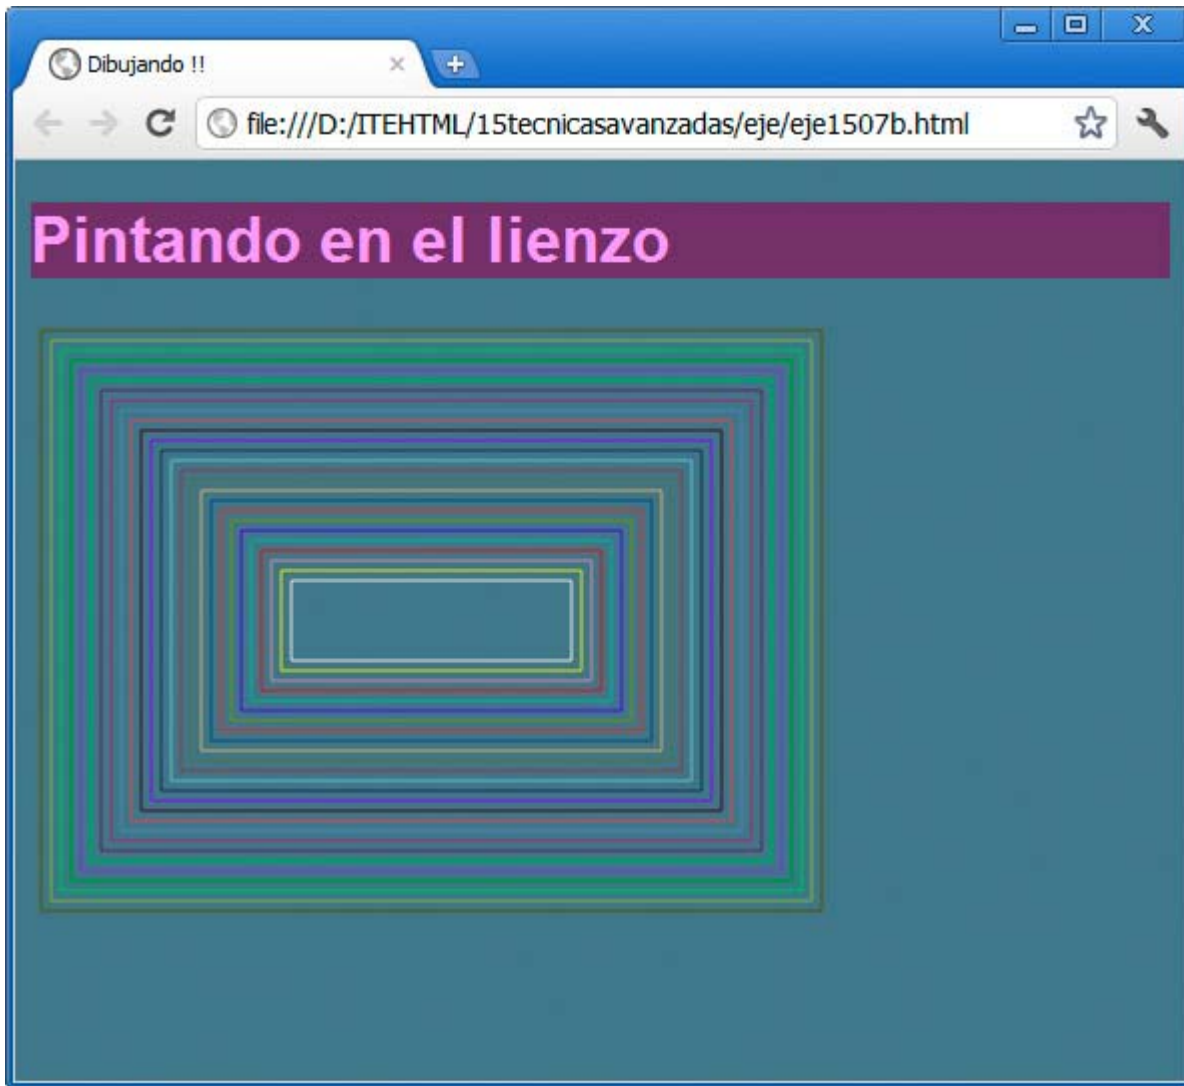 Dibujando !!
file:///D:/ITEHTML/15tecnicasavanzadas/eje/eje1507b.html
Pintando en el lienzo